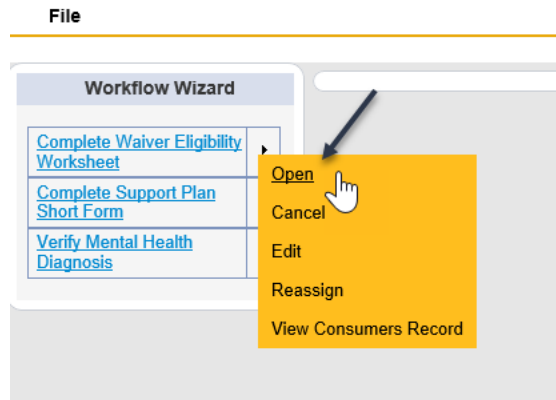 File
Workflow Wizard
Complete Waiver Eligibility
Worksheet
Complete Support Plan
Short Form
Verify Mental Health
Diagnosis
Open
Cancel
Edit
Reassign
View Consumers Record